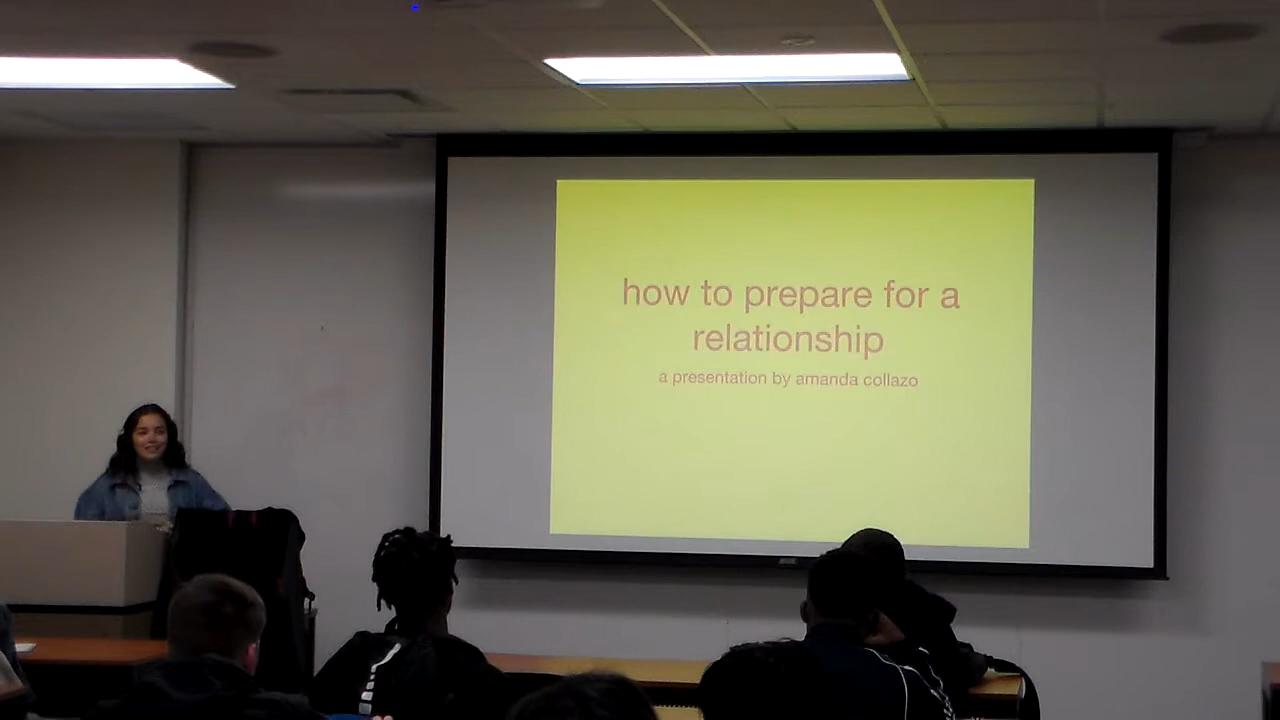 how to prepare for a
relationship
a presentation by amanda collazo